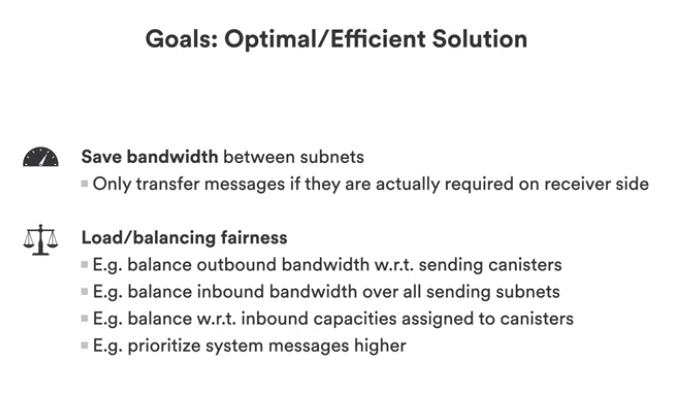 Goals: Optimal/Efficient Solution
Save bandwidth between subnets
Only transfer messages if they are actually required on receiver side
Load/balancing fairness
E.g. balance outbound bandwidth w.r.t. sending canisters
E.g. balance inbound bandwidth over all sending subnets
E.g. balance w.r.t. inbound capacities assigned to canisters
E.g. prioritize system messages higher